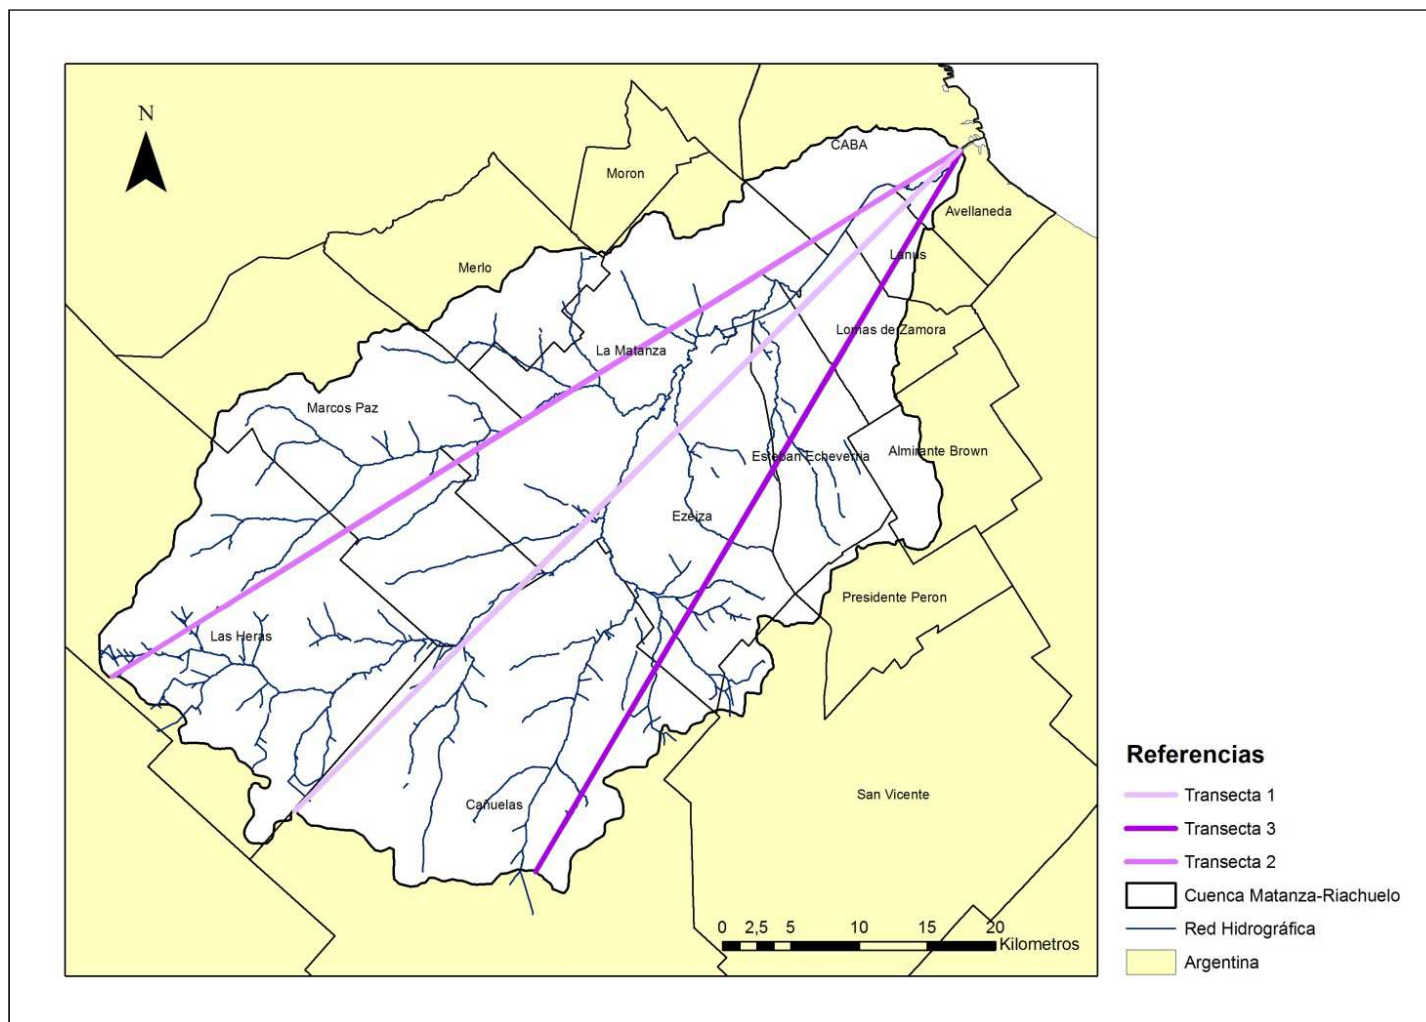 N
CABA
Moron
Avellaneda
Merlo
Lanus
Lomas de Zamora
La Matanza
Marcos Paz
Esteban Echeverria
Almirante Brown
Ezeiza
Presidente Peron
Las Heras
San Vicente
Cañuelas
0 2,5 5 10 15 20
Kilometros
Referencias
Transecta 1
Transecta 3
Transecta 2
Cuenca Matanza-Riachuelo
Red Hidrográfica
Argentina